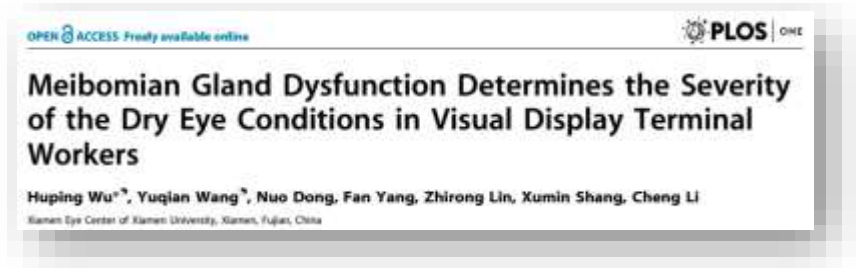 OPEN ACCESS Freely available online
PLOS ONE
Meibomian Gland Dysfunction Determines the Severity
of the Dry Eye Conditions in Visual Display Terminal
Workers
Huping Wu*, Yuqian Wang, Nuo Dong, Fan Yang, Zhirong Lin, Xumin Shang, Cheng Li
Xiamen Eye Center of Xiamen University, Xiamen, Fujian, China